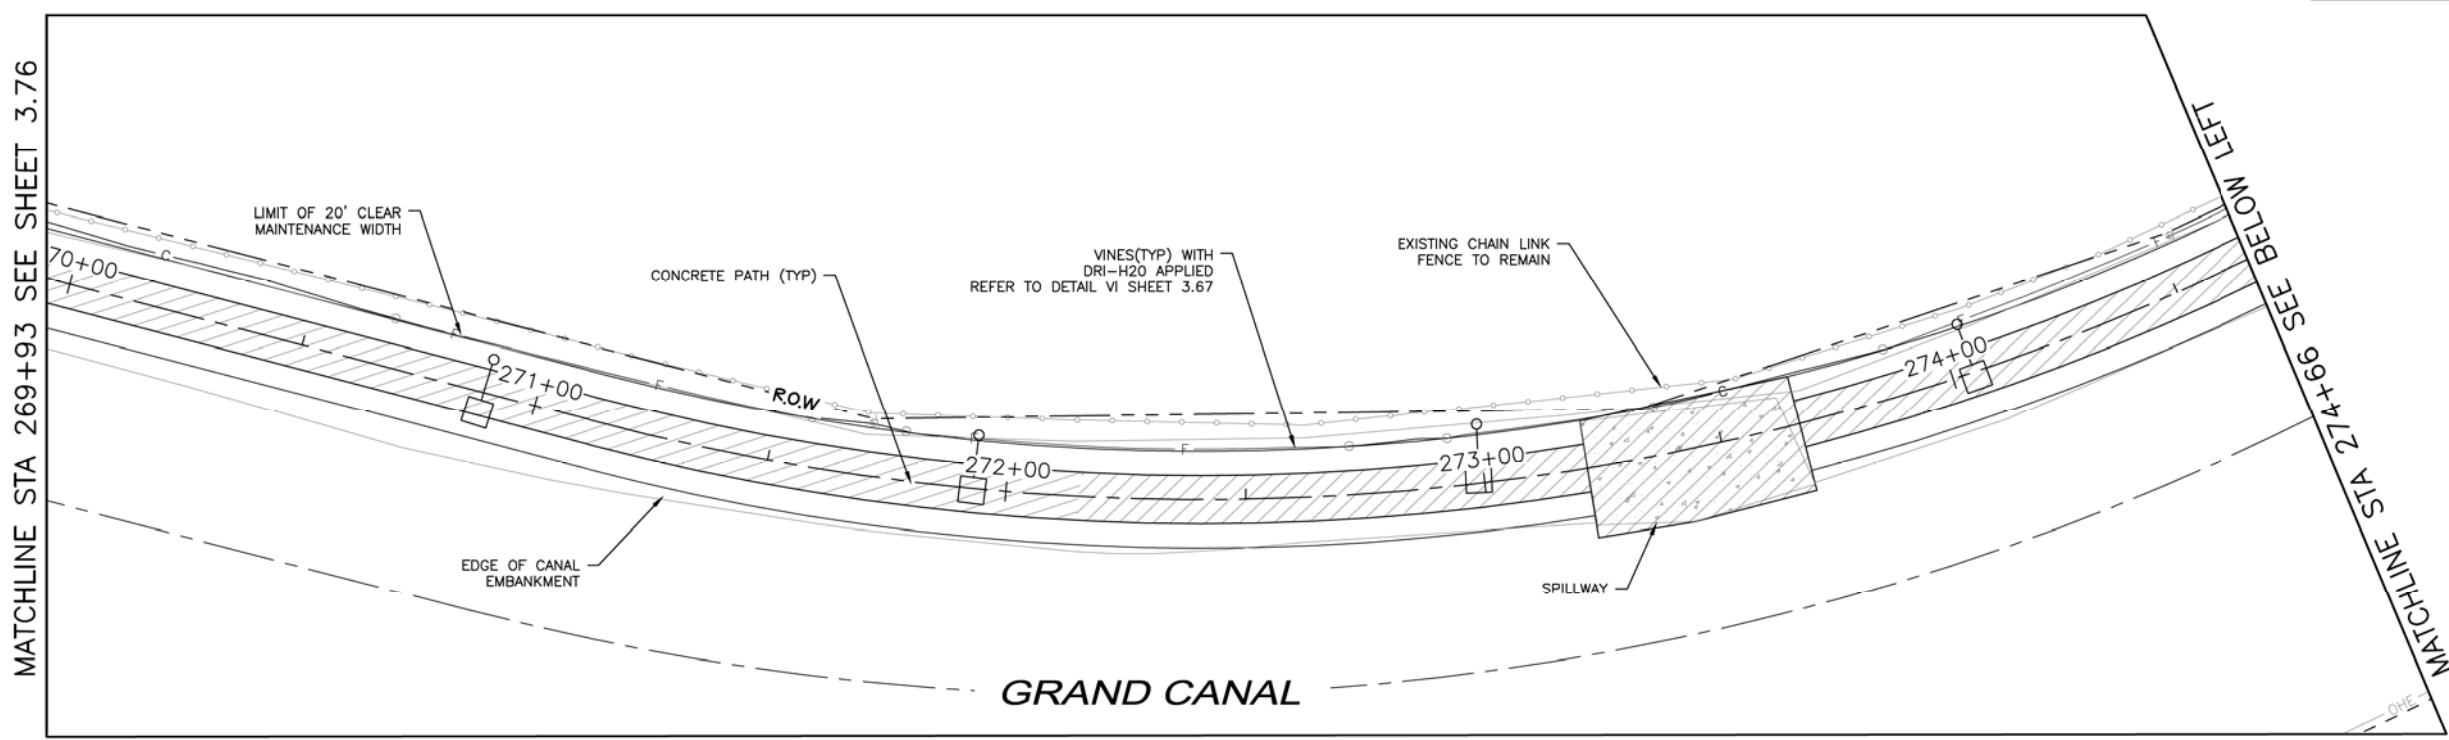 MATCHLINE STA 269+93 SEE SHEET 3.76
LIMIT OF 20' CLEAR
MAINTENANCE WIDTH
CONCRETE PATH (TYP)
VINES(TYP) WITH
DRI-H20 APPLIED
REFER TO DETAIL VI SHEET 3.67
EXISTING CHAIN LINK
FENCE TO REMAIN
70+00
C
F
271+00
F
R.O.W
F
272+00
273+00
C
274+00
F
EDGE OF CANAL
EMBANKMENT
SPILLWAY
GRAND CANAL
OHE
MATCHLINE STA 274+66 SEE BELOW LEFT